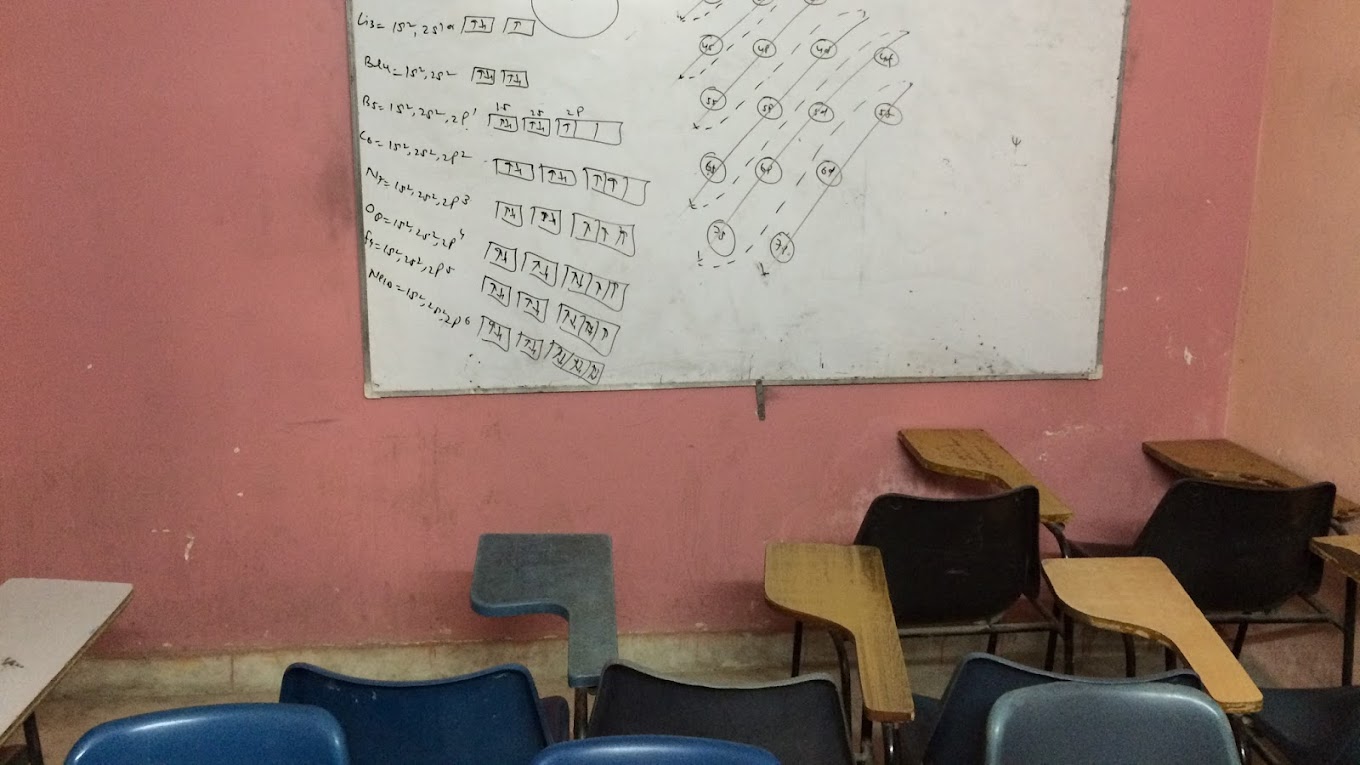 Li3 = 1s², 2s¹
Be4 = 1s², 2s²
1s 2s 2p
B5 = 1s², 2s², 2p¹
C6 = 1s², 2s², 2p²
N7 = 1s², 2s², 2p³
O8 = 1s², 2s², 2p⁴
F9 = 1s², 2s², 2p⁵
Ne10 = 1s², 2s², 2p⁶
4s 4p 4d 4f
5s 5p 5d 5f
6s 6p 6d
7s 7p
ψ